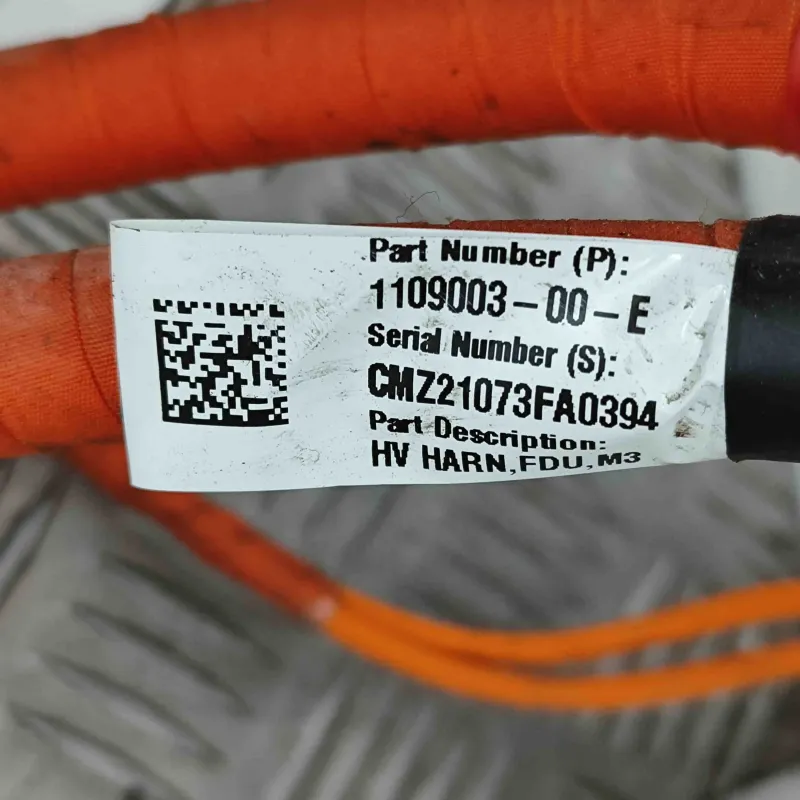 Part Number (P):
1109003-00-E
Serial Number (S):
CMZ21073FA0394
Part Description:
HV HARN,FDU,M3